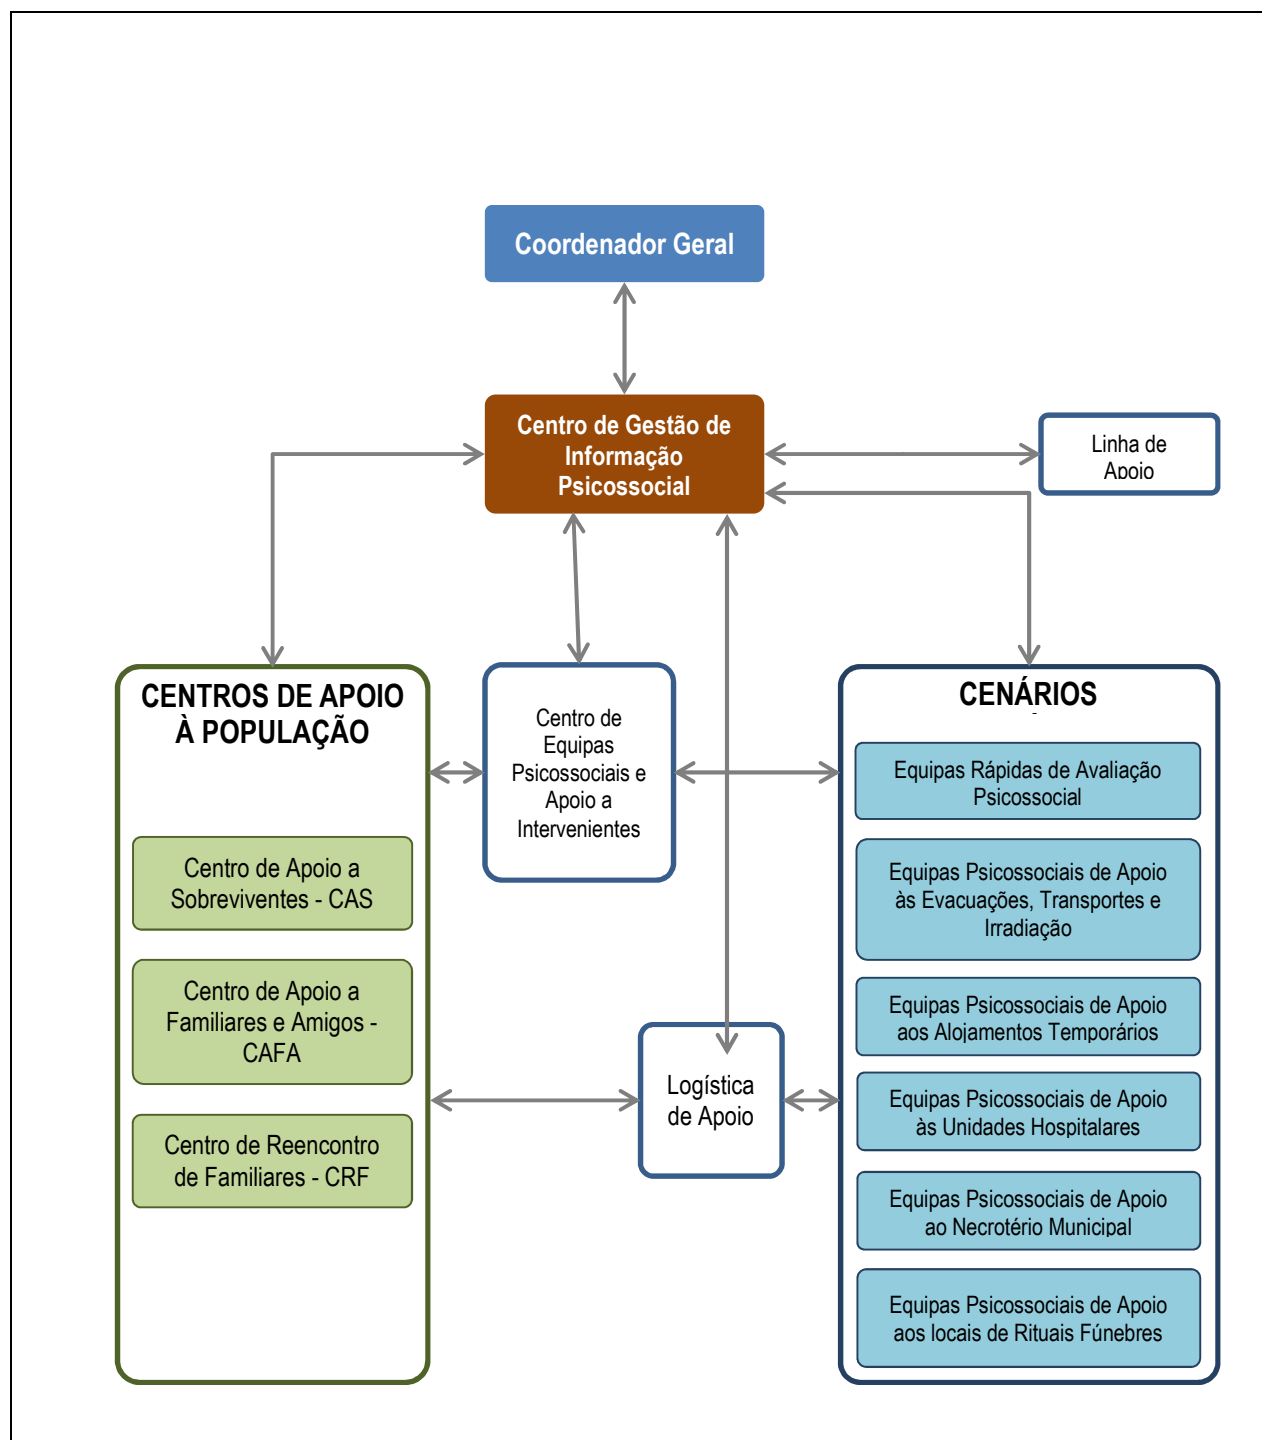 Coordenador Geral
Centro de Gestão de
Informação
Psicossocial
Linha de
Apoio
CENTROS DE APOIO
À POPULAÇÃO
Centro de Apoio a
Sobreviventes - CAS
Centro de Apoio a
Familiares e Amigos -
CAFA
Centro de Reencontro
de Familiares - CRF
Centro de
Equipas
Psicossociais e
Apoio a
Intervenientes
Logística
de Apoio
CENÁRIOS
Equipas Rápidas de Avaliação
Psicossocial
Equipas Psicossociais de Apoio
às Evacuações, Transportes e
Irradiação
Equipas Psicossociais de Apoio
aos Alojamentos Temporários
Equipas Psicossociais de Apoio
às Unidades Hospitalares
Equipas Psicossociais de Apoio
ao Necrotério Municipal
Equipas Psicossociais de Apoio
aos locais de Rituais Fúnebres